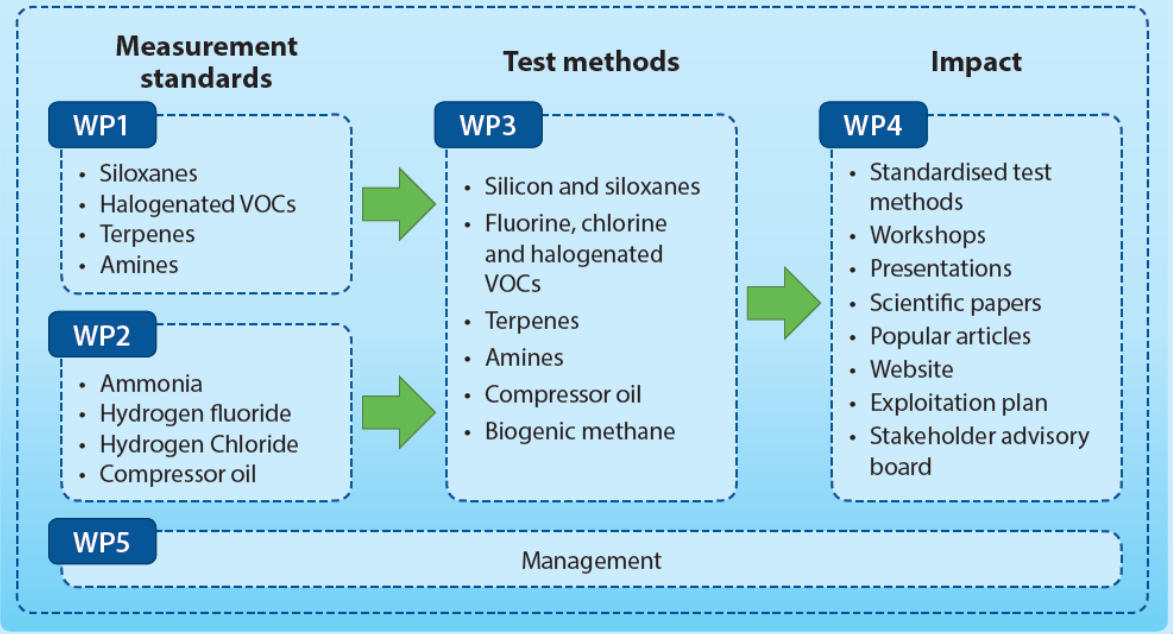 Measurement
standards
WP1
• Siloxanes
• Halogenated VOCs
• Terpenes
• Amines
WP2
• Ammonia
• Hydrogen fluoride
• Hydrogen Chloride
• Compressor oil
Test methods
WP3
• Silicon and siloxanes
• Fluorine, chlorine
and halogenated
VOCs
• Terpenes
• Amines
• Compressor oil
• Biogenic methane
Impact
WP4
• Standardised test
methods
• Workshops
• Presentations
• Scientific papers
• Popular articles
• Website
• Exploitation plan
• Stakeholder advisory
board
WP5
Management